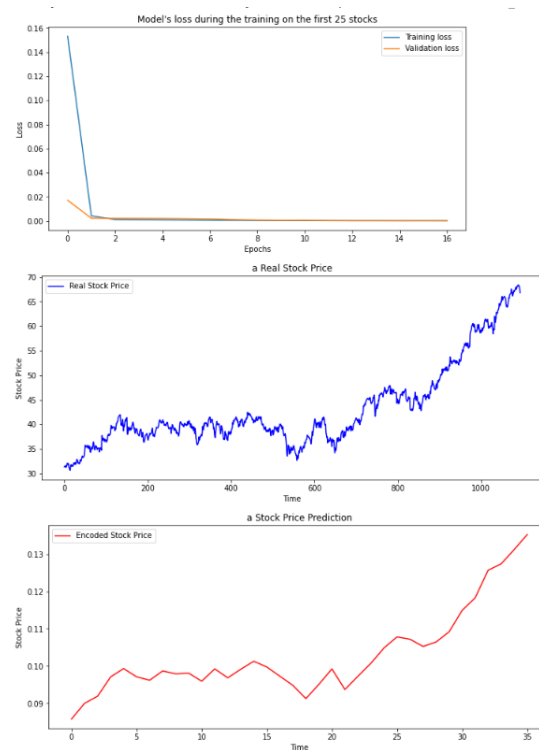 Model's loss during the training on the first 25 stocks
0.16
0.14
0.12
0.10
0.08
0.06
0.04
0.02
0.00
Loss
Training loss
Validation loss
0 2 4 6 8 10 12 14 16
Epochs
a Real Stock Price
70
65
60
55
50
45
40
35
30
Stock Price
Real Stock Price
0 200 400 600 800 1000
Time
a Stock Price Prediction
0.13
0.12
0.11
0.10
0.09
Stock Price
Encoded Stock Price
0 5 10 15 20 25 30 35
Time